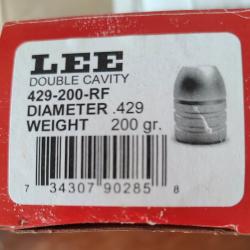 LEE
DOUBLE CAVITY
429-200-RF
DIAMETER .429
WEIGHT 200 gr.
7 34307 90285 8